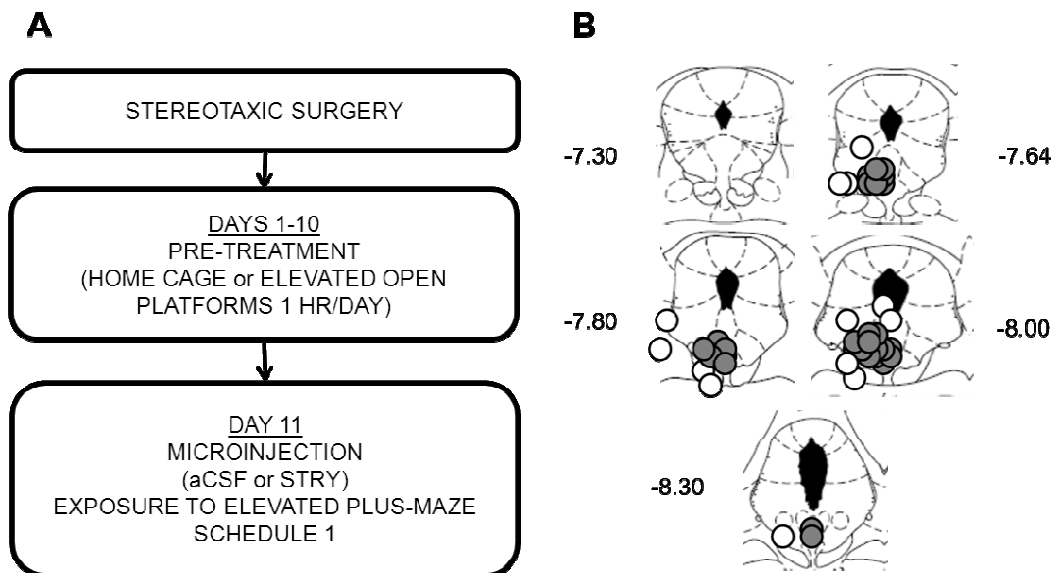 A
STEREOTAXIC SURGERY
DAYS 1-10
PRE-TREATMENT
(HOME CAGE or ELEVATED OPEN
PLATFORMS 1 HR/DAY)
DAY 11
MICROINJECTION
(aCSF or STRY)
EXPOSURE TO ELEVATED PLUS-MAZE
SCHEDULE 1
B
-7.30
-7.64
-7.80
-8.00
-8.30